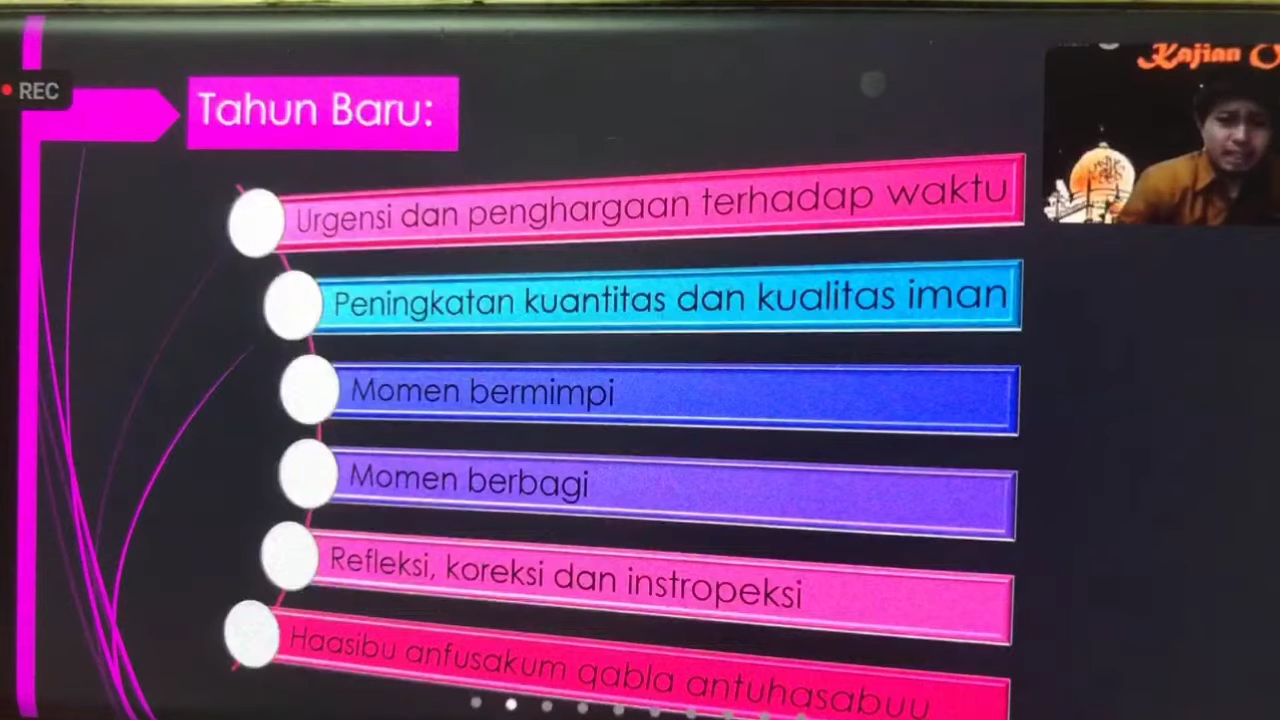 REC
Kajian
Tahun Baru:
Urgensi dan penghargaan terhadap waktu
Peningkatan kuantitas dan kualitas iman
Momen bermimpi
Momen berbagi
Refleksi, koreksi dan instropeksi
Haasibu anfusakum qabla antuhasabuu